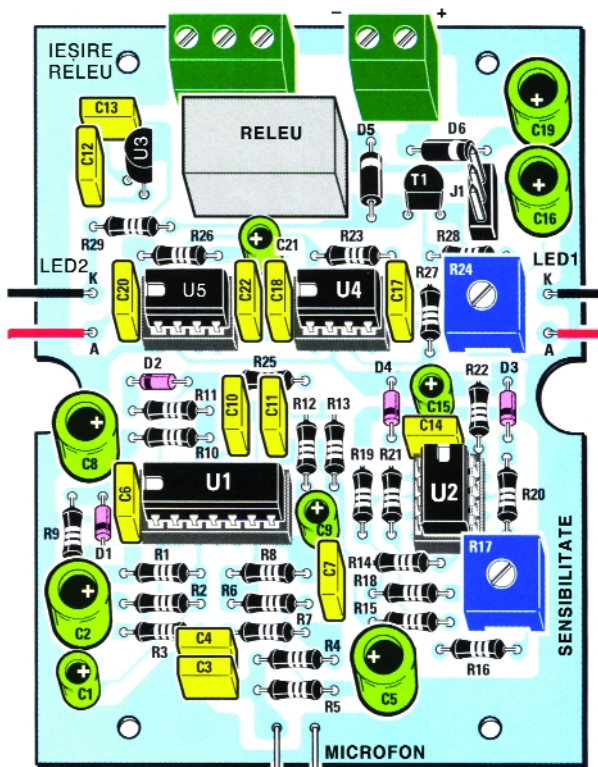 − +
IEȘIRE
RELEU
C13
C12
U3
RELEU
D5
D6
T1
J1
C19
C16
R29
R26
C21
R23
R28
LED2
K
A
C20
U5
C22
C18
U4
C17
R27
R24
LED1
K
A
D2
R25
R11
R10
C10
C11
R12
R13
D4
C15
R22
D3
C14
C8
C6
U1
R19
R21
U2
R20
R9
D1
C9
C7
R1
R8
R14
R17
C2
R2
R6
R18
R15
R3
R7
C4
C3
R4
R5
C1
C5
R16
SENSIBILITATE
MICROFON